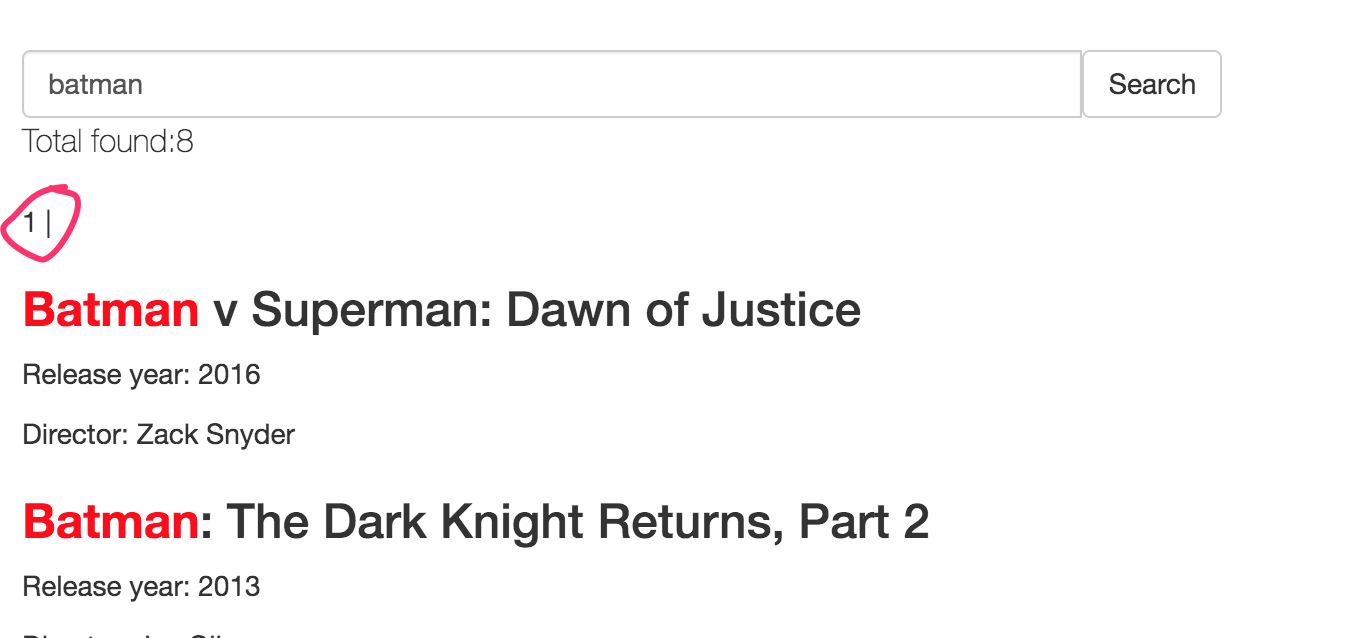 batman Search
Total found:8
1 |
Batman v Superman: Dawn of Justice
Release year: 2016
Director: Zack Snyder
Batman: The Dark Knight Returns, Part 2
Release year: 2013